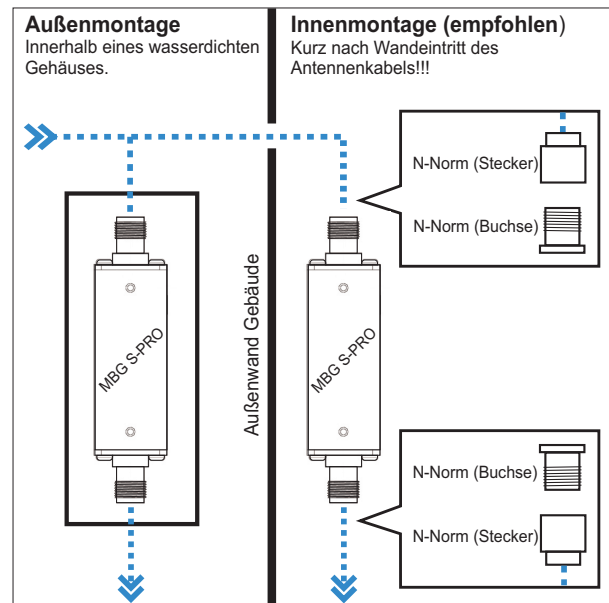 Außenmontage
Innerhalb eines wasserdichten
Gehäuses.
Innenmontage (empfohlen)
Kurz nach Wandeintritt des
Antennenkabels!!!
N-Norm (Stecker)
N-Norm (Buchse)
MBG S-PRO
Außenwand Gebäude
MBG S-PRO
N-Norm (Buchse)
N-Norm (Stecker)